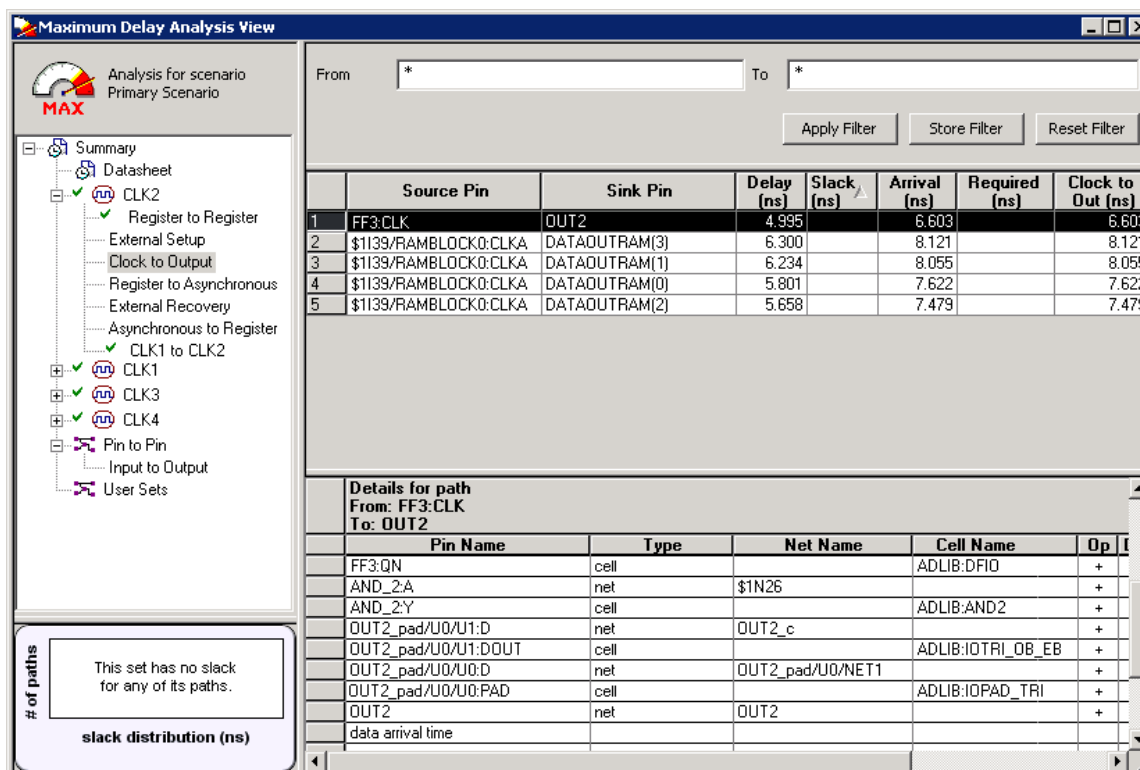 Maximum Delay Analysis View
MAX
Analysis for scenario
Primary Scenario
Summary
Datasheet
CLK2
Register to Register
External Setup
Clock to Output
Register to Asynchronous
External Recovery
Asynchronous to Register
CLK1 to CLK2
CLK1
CLK3
CLK4
Pin to Pin
Input to Output
User Sets
# of paths
This set has no slack
for any of its paths.
slack distribution (ns)
From * To *
Apply Filter Store Filter Reset Filter
Source Pin Sink Pin Delay (ns) Slack (ns) Arrival (ns) Required (ns) Clock to Out (ns)
1 FF3:CLK OUT2 4.995 6.603 6.603
2 $1I39/RAMBLOCK0:CLKA DATAOUTRAM(3) 6.300 8.121 8.121
3 $1I39/RAMBLOCK0:CLKA DATAOUTRAM(1) 6.234 8.055 8.055
4 $1I39/RAMBLOCK0:CLKA DATAOUTRAM(0) 5.801 7.622 7.622
5 $1I39/RAMBLOCK0:CLKA DATAOUTRAM(2) 5.658 7.479 7.479
Details for path
From: FF3:CLK
To: OUT2
Pin Name Type Net Name Cell Name Op
FF3:QN cell ADLIB:DFI0 +
AND_2:A net $1N26 +
AND_2:Y cell ADLIB:AND2 +
OUT2_pad/U0/U1:D net OUT2_c +
OUT2_pad/U0/U1:DOUT cell ADLIB:IOTRI_OB_EB +
OUT2_pad/U0/U0:D net OUT2_pad/U0/NET1 +
OUT2_pad/U0/U0:PAD cell ADLIB:IOPAD_TRI +
OUT2 net OUT2 +
data arrival time